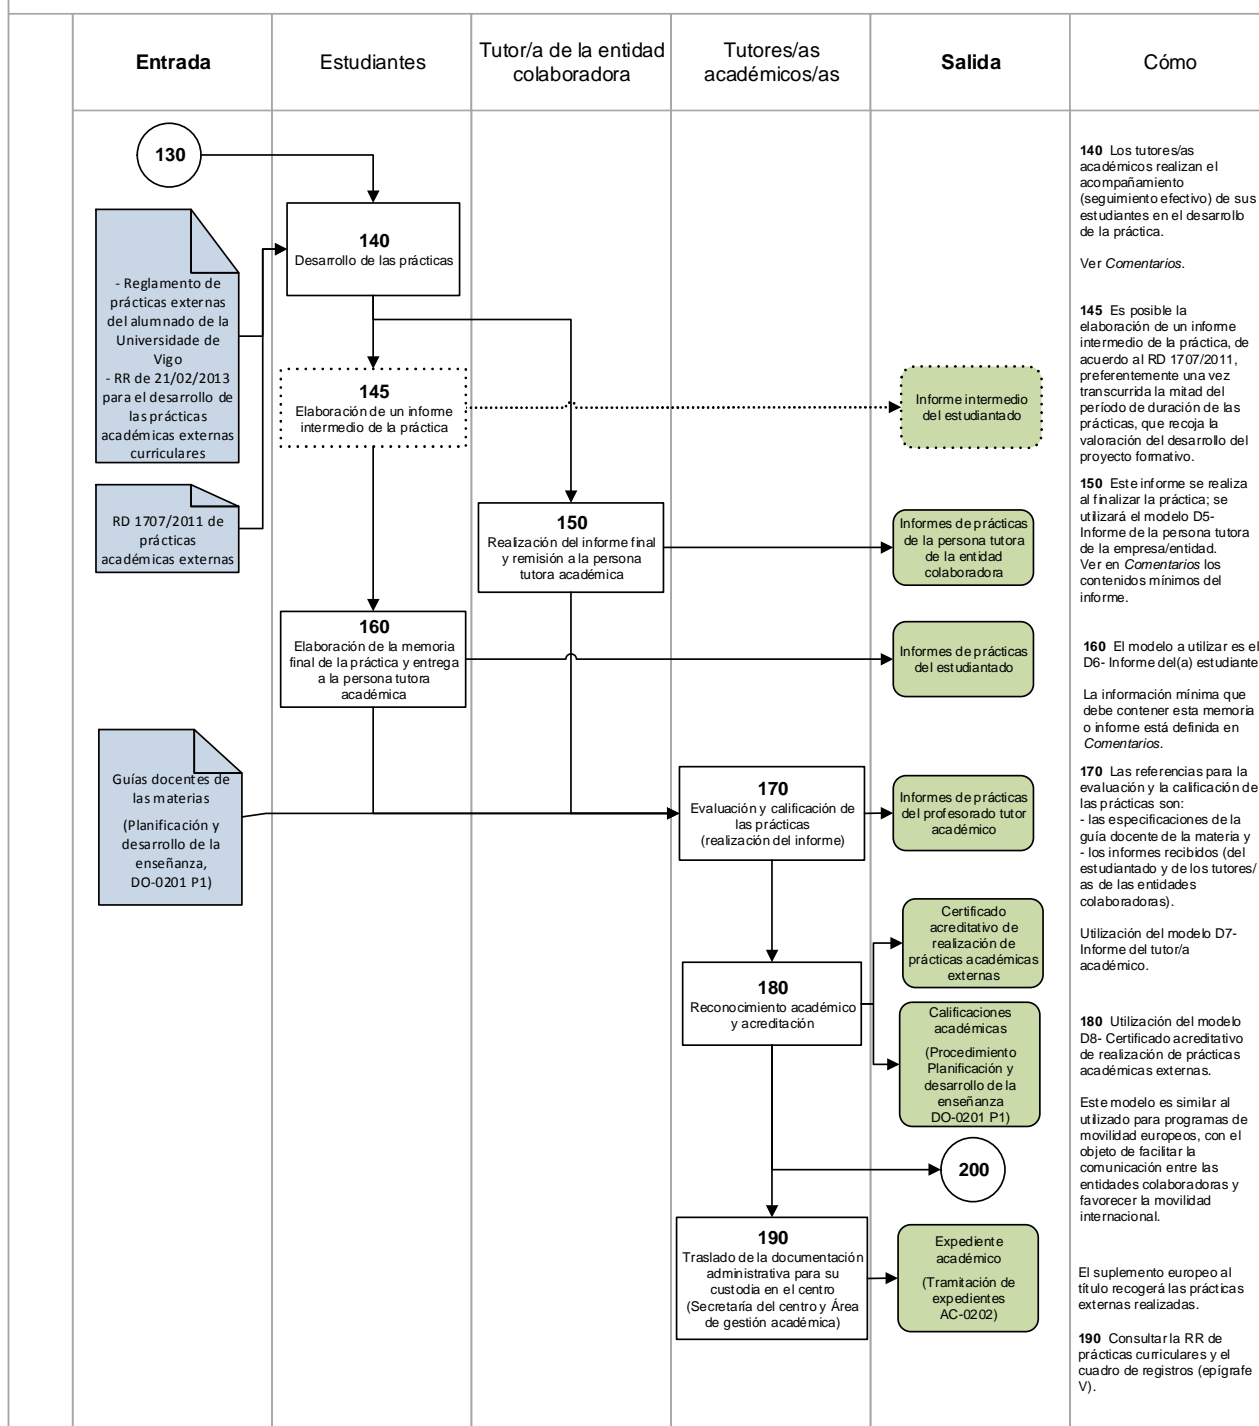 Entrada
Estudiantes
Tutor/a de la entidad
colaboradora
Tutores/as
académicos/as
Salida
Cómo
130
140
Desarrollo de las prácticas
- Reglamento de
prácticas externas
del alumnado de la
Universidade de
Vigo
- RR de 21/02/2013
para el desarrollo de
las prácticas
académicas externas
curriculares
RD 1707/2011 de
prácticas
académicas externas
145
Elaboración de un informe
intermedio de la práctica
Informe intermedio
del estudiantado
150
Realización del informe final
y remisión a la persona
tutora académica
Informes de prácticas
de la persona tutora
de la entidad
colaboradora
160
Elaboración de la memoria
final de la práctica y entrega
a la persona tutora
académica
Informes de prácticas
del estudiantado
Guías docentes de
las materias
(Planificación y
desarrollo de la
enseñanza,
DO-0201 P1)
170
Evaluación y calificación de
las prácticas
(realización del informe)
Informes de prácticas
del profesorado tutor
académico
180
Reconocimiento académico
y acreditación
Certificado
acreditativo de
realización de
prácticas académicas
externas
Calificaciones
académicas
(Procedimiento
Planificación y
desarrollo de la
enseñanza
DO-0201 P1)
200
190
Traslado de la documentación
administrativa para su
custodia en el centro
(Secretaría del centro y Área
de gestión académica)
Expediente
académico
(Tramitación de
expedientes
AC-0202)
140 Los tutores/as
académicos realizan el
acompañamiento
(seguimiento efectivo) de sus
estudiantes en el desarrollo
de la práctica.
Ver Comentarios.
145 Es posible la
elaboración de un informe
intermedio de la práctica, de
acuerdo al RD 1707/2011,
preferentemente una vez
transcurrida la mitad del
período de duración de las
prácticas, que recoja la
valoración del desarrollo del
proyecto formativo.
150 Este informe se realiza
al finalizar la práctica; se
utilizará el modelo D5-
Informe de la persona tutora
de la empresa/entidad.
Ver en Comentarios los
contenidos mínimos del
informe.
160 El modelo a utilizar es el
D6- Informe del(a) estudiante
La información mínima que
debe contener esta memoria
o informe está definida en
Comentarios.
170 Las referencias para la
evaluación y la calificación de
las prácticas son:
- las especificaciones de la
guía docente de la materia y
- los informes recibidos (del
estudiantado y de los tutores/
as de las entidades
colaboradoras).
Utilización del modelo D7-
Informe del tutor/a
académico.
180 Utilización del modelo
D8- Certificado acreditativo
de realización de prácticas
académicas externas.
Este modelo es similar al
utilizado para programas de
movilidad europeos, con el
objeto de facilitar la
comunicación entre las
entidades colaboradoras y
favorecer la movilidad
internacional.
El suplemento europeo al
título recogerá las prácticas
externas realizadas.
190 Consultar la RR de
prácticas curriculares y el
cuadro de registros (epígrafe
V).